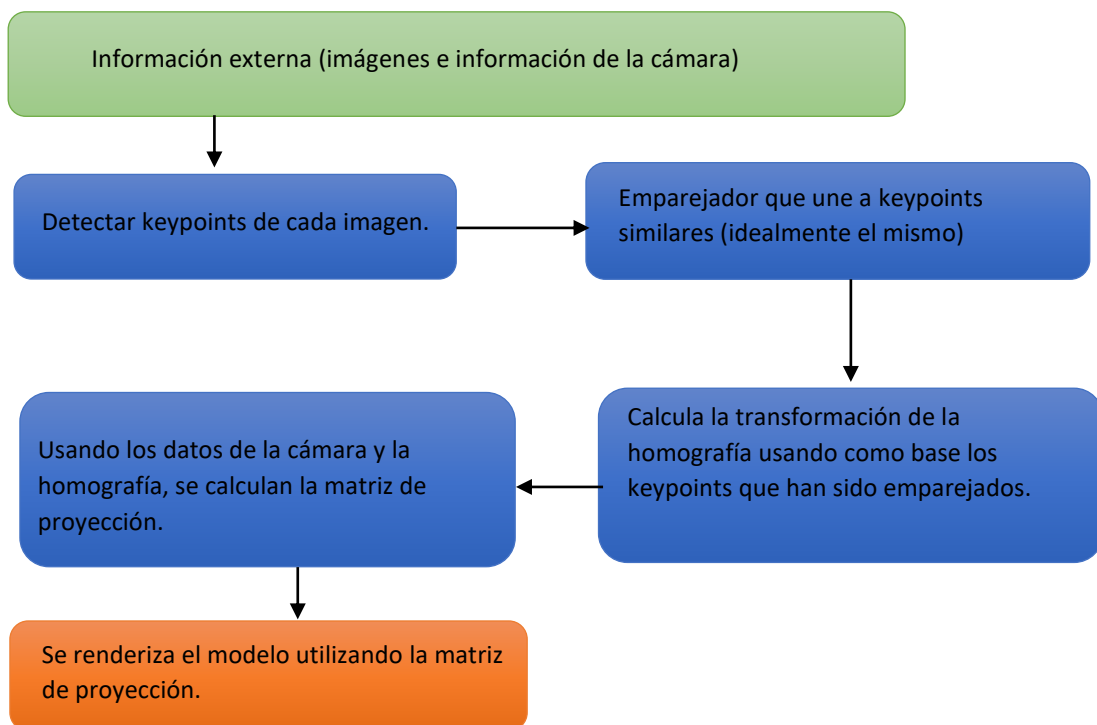 Información externa (imágenes e información de la cámara)
Detectar keypoints de cada imagen.
Emparejador que une a keypoints
similares (idealmente el mismo)
Calcula la transformación de la
homografía usando como base los
keypoints que han sido emparejados.
Usando los datos de la cámara y la
homografía, se calculan la matriz de
proyección.
Se renderiza el modelo utilizando la matriz
de proyección.